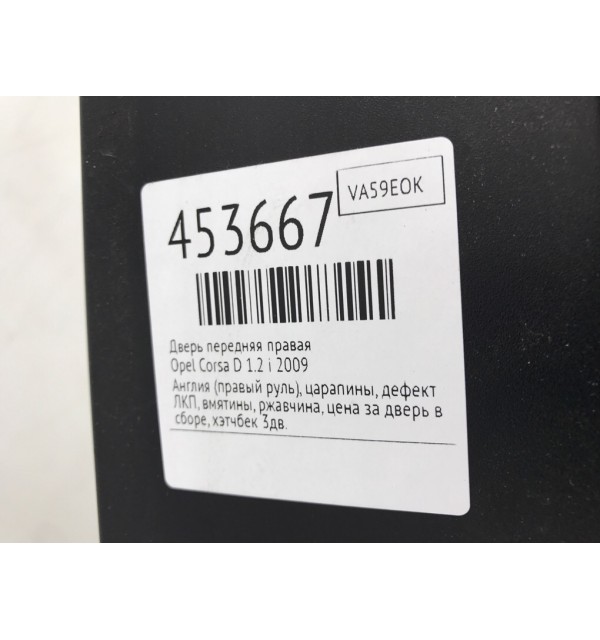 453667
VA59EOK
Дверь передняя правая
Opel Corsa D 1.2 i 2009
Англия (правый руль), царапины, дефект
ЛКП, вмятины, ржавчина, цена за дверь в
сборе, хэтчбек 3дв.